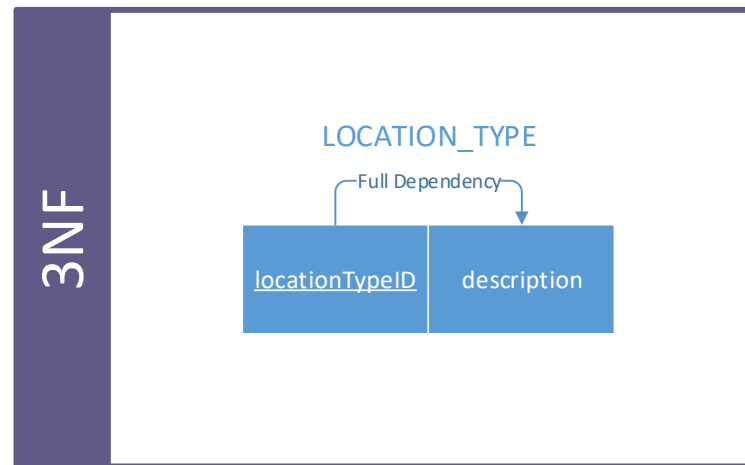 3NF
LOCATION_TYPE
Full Dependency
locationTypeID
description